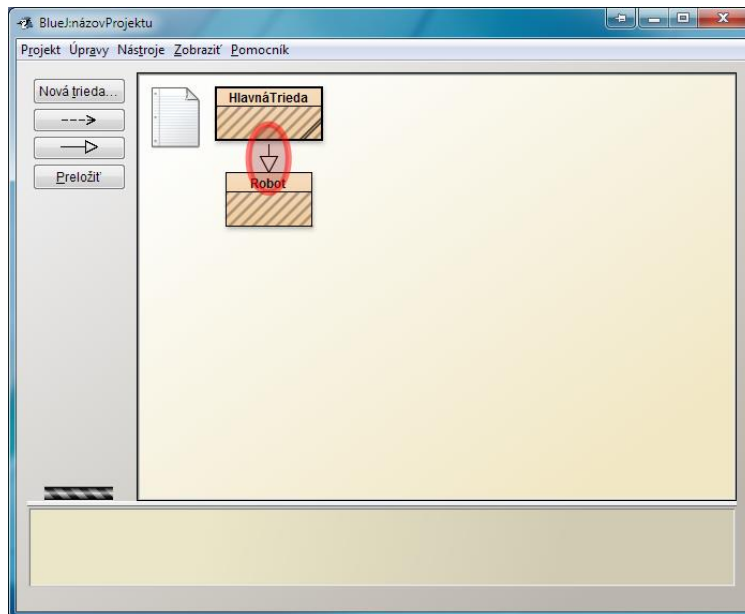 BlueJ:názovProjektu
Projekt Úpravy Nástroje Zobraziť Pomocník
Nová trieda...
HlavnáTrieda
Preložiť
Robot